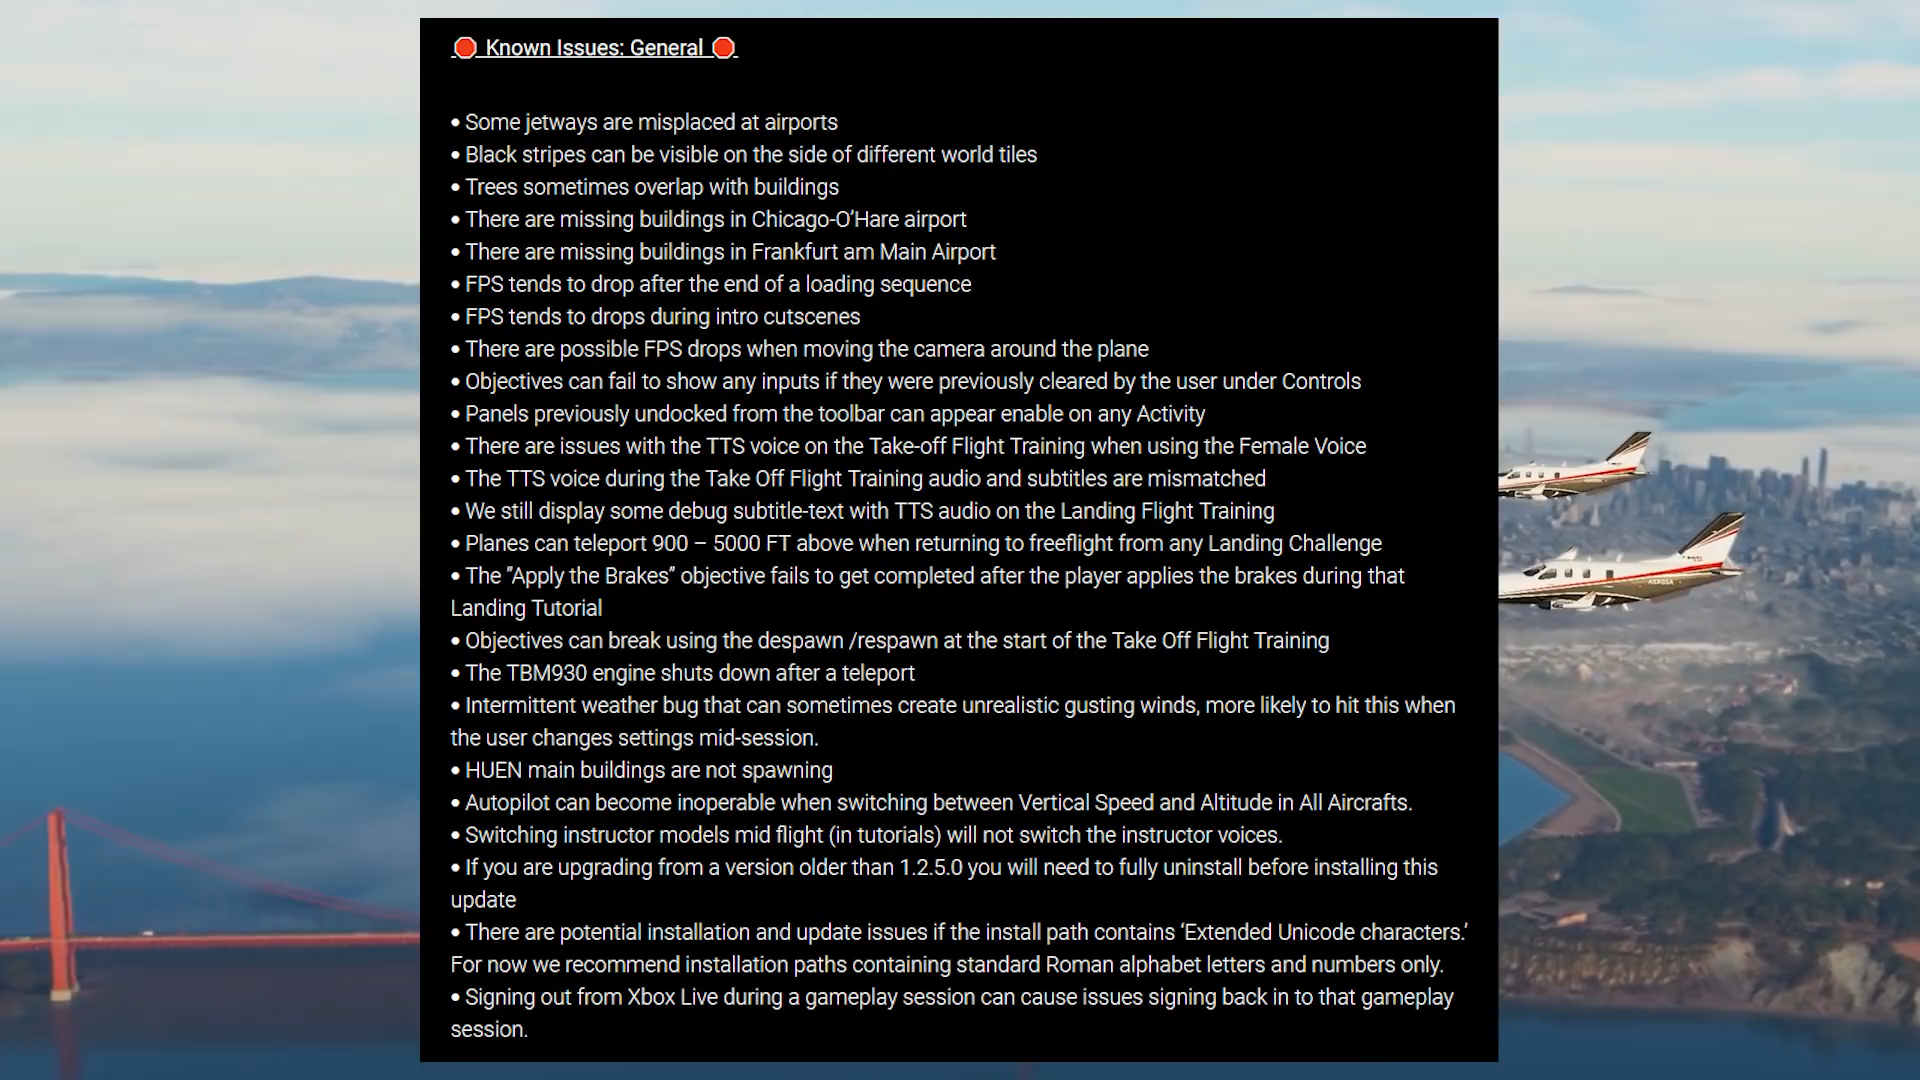 Known Issues: General
• Some jetways are misplaced at airports
• Black stripes can be visible on the side of different world tiles
• Trees sometimes overlap with buildings
• There are missing buildings in Chicago-O’Hare airport
• There are missing buildings in Frankfurt am Main Airport
• FPS tends to drop after the end of a loading sequence
• FPS tends to drops during intro cutscenes
• There are possible FPS drops when moving the camera around the plane
• Objectives can fail to show any inputs if they were previously cleared by the user under Controls
• Panels previously undocked from the toolbar can appear enable on any Activity
• There are issues with the TTS voice on the Take-off Flight Training when using the Female Voice
• The TTS voice during the Take Off Flight Training audio and subtitles are mismatched
• We still display some debug subtitle-text with TTS audio on the Landing Flight Training
• Planes can teleport 900 – 5000 FT above when returning to freeflight from any Landing Challenge
• The ”Apply the Brakes” objective fails to get completed after the player applies the brakes during that
Landing Tutorial
• Objectives can break using the despawn /respawn at the start of the Take Off Flight Training
• The TBM930 engine shuts down after a teleport
• Intermittent weather bug that can sometimes create unrealistic gusting winds, more likely to hit this when
the user changes settings mid-session.
• HUEN main buildings are not spawning
• Autopilot can become inoperable when switching between Vertical Speed and Altitude in All Aircrafts.
• Switching instructor models mid flight (in tutorials) will not switch the instructor voices.
• If you are upgrading from a version older than 1.2.5.0 you will need to fully uninstall before installing this
update
• There are potential installation and update issues if the install path contains ‘Extended Unicode characters.’
For now we recommend installation paths containing standard Roman alphabet letters and numbers only.
• Signing out from Xbox Live during a gameplay session can cause issues signing back in to that gameplay
session.